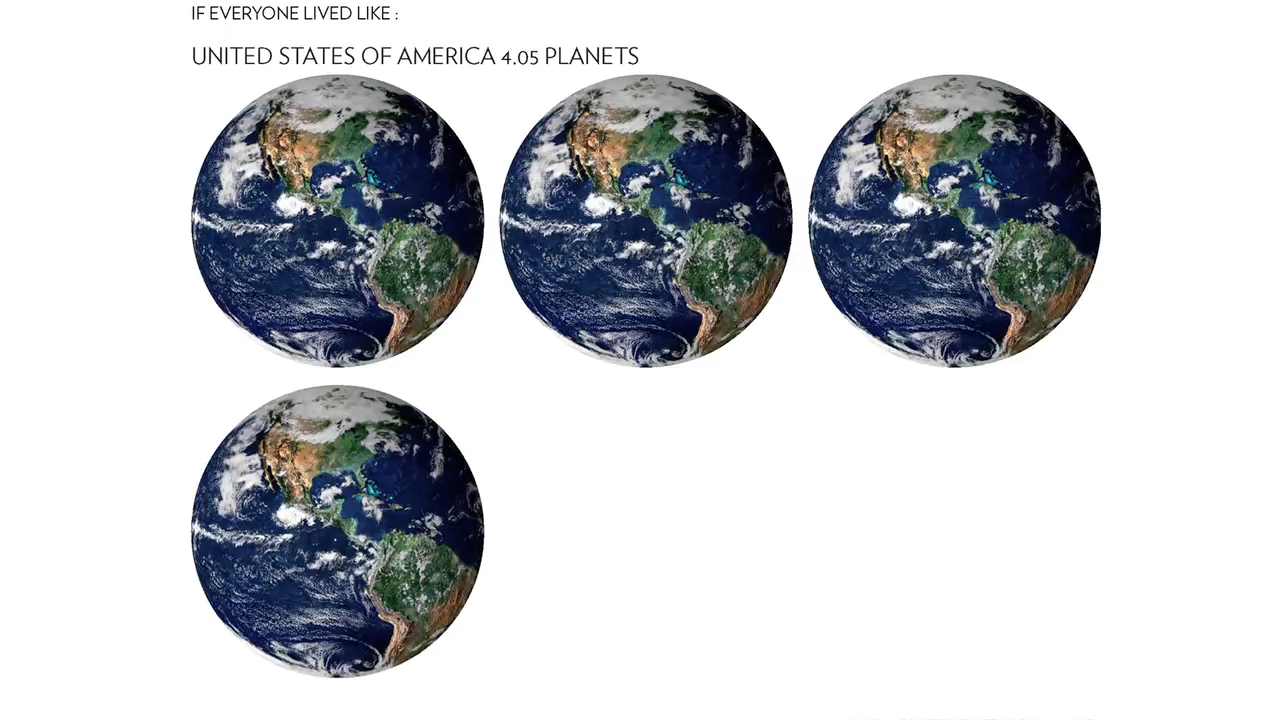 IF EVERYONE LIVED LIKE :
UNITED STATES OF AMERICA 4.05 PLANETS